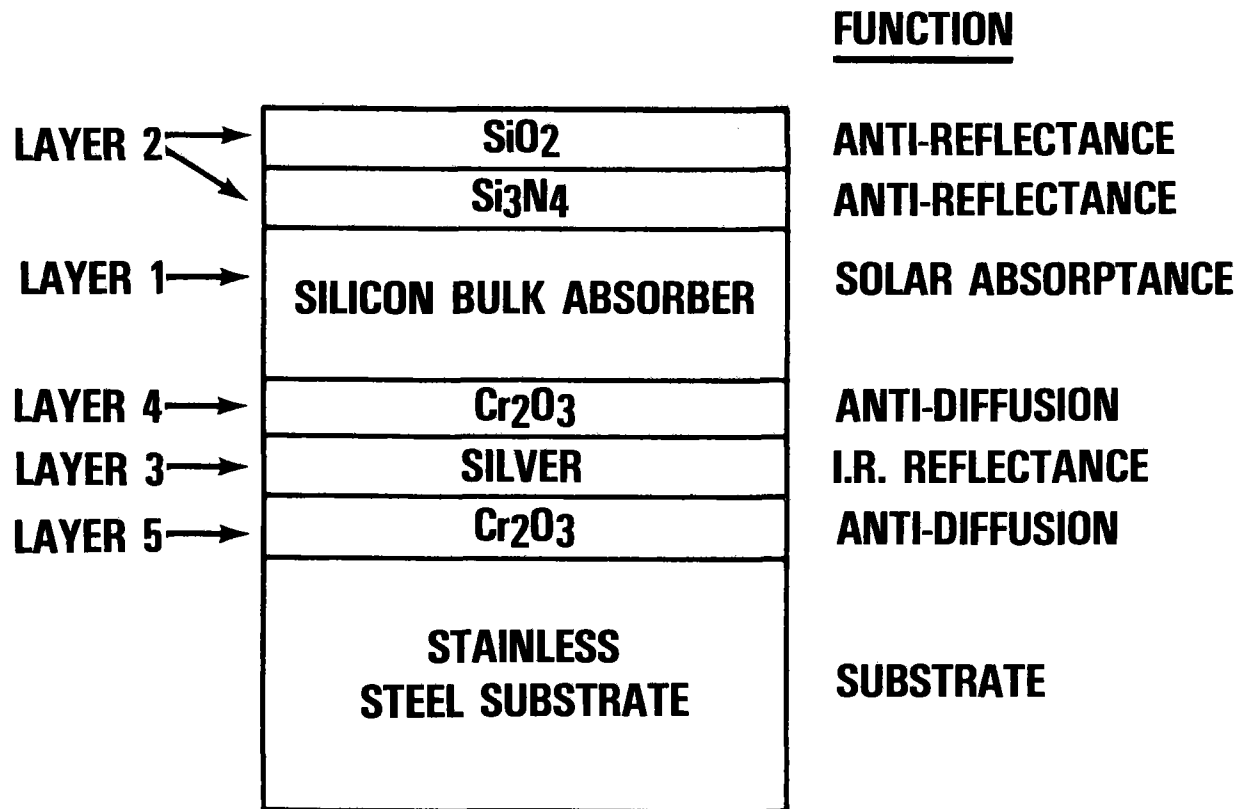 FUNCTION
LAYER 2 SiO2 ANTI-REFLECTANCE
Si3N4 ANTI-REFLECTANCE
LAYER 1 SILICON BULK ABSORBER SOLAR ABSORPTANCE
LAYER 4 Cr2O3 ANTI-DIFFUSION
LAYER 3 SILVER I.R. REFLECTANCE
LAYER 5 Cr2O3 ANTI-DIFFUSION
STAINLESS
STEEL SUBSTRATE SUBSTRATE